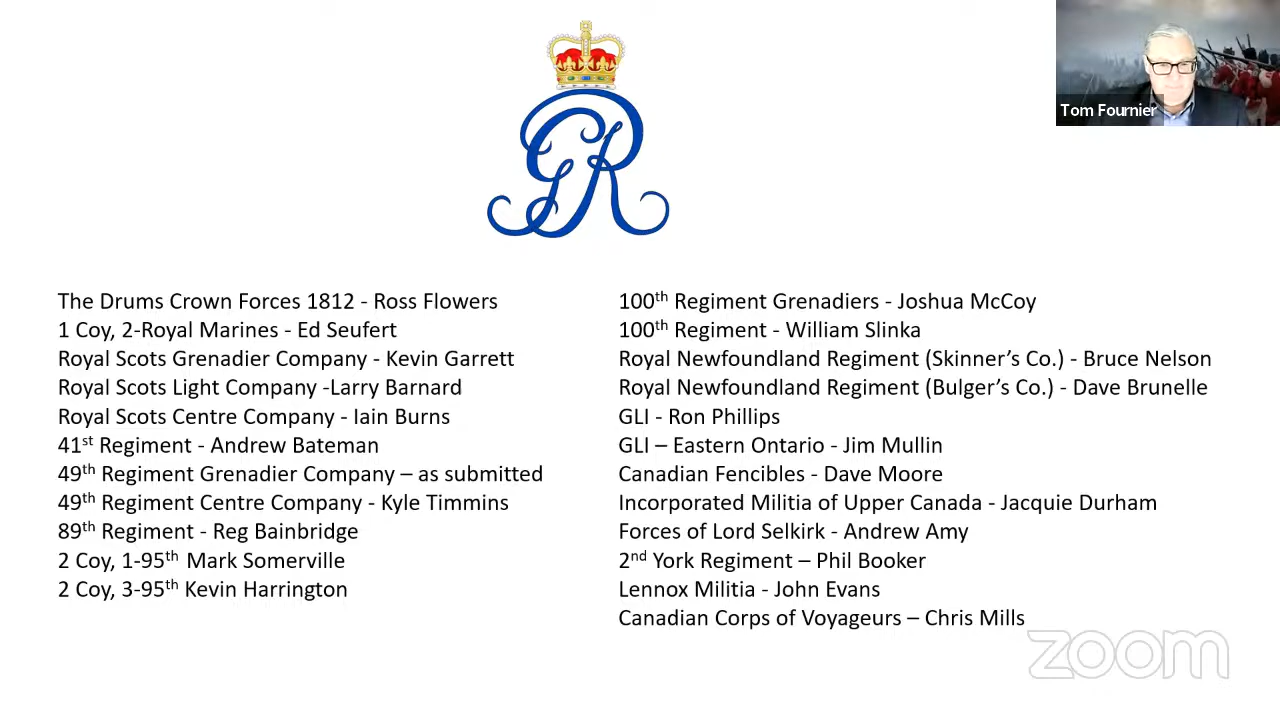 GR
Tom Fournier
The Drums Crown Forces 1812 - Ross Flowers
1 Coy, 2-Royal Marines - Ed Seufert
Royal Scots Grenadier Company - Kevin Garrett
Royal Scots Light Company -Larry Barnard
Royal Scots Centre Company - Iain Burns
41st Regiment - Andrew Bateman
49th Regiment Grenadier Company – as submitted
49th Regiment Centre Company - Kyle Timmins
89th Regiment - Reg Bainbridge
2 Coy, 1-95th Mark Somerville
2 Coy, 3-95th Kevin Harrington
100th Regiment Grenadiers - Joshua McCoy
100th Regiment - William Slinka
Royal Newfoundland Regiment (Skinner’s Co.) - Bruce Nelson
Royal Newfoundland Regiment (Bulger’s Co.) - Dave Brunelle
GLI - Ron Phillips
GLI – Eastern Ontario - Jim Mullin
Canadian Fencibles - Dave Moore
Incorporated Militia of Upper Canada - Jacquie Durham
Forces of Lord Selkirk - Andrew Amy
2nd York Regiment – Phil Booker
Lennox Militia - John Evans
Canadian Corps of Voyageurs – Chris Mills
zoom